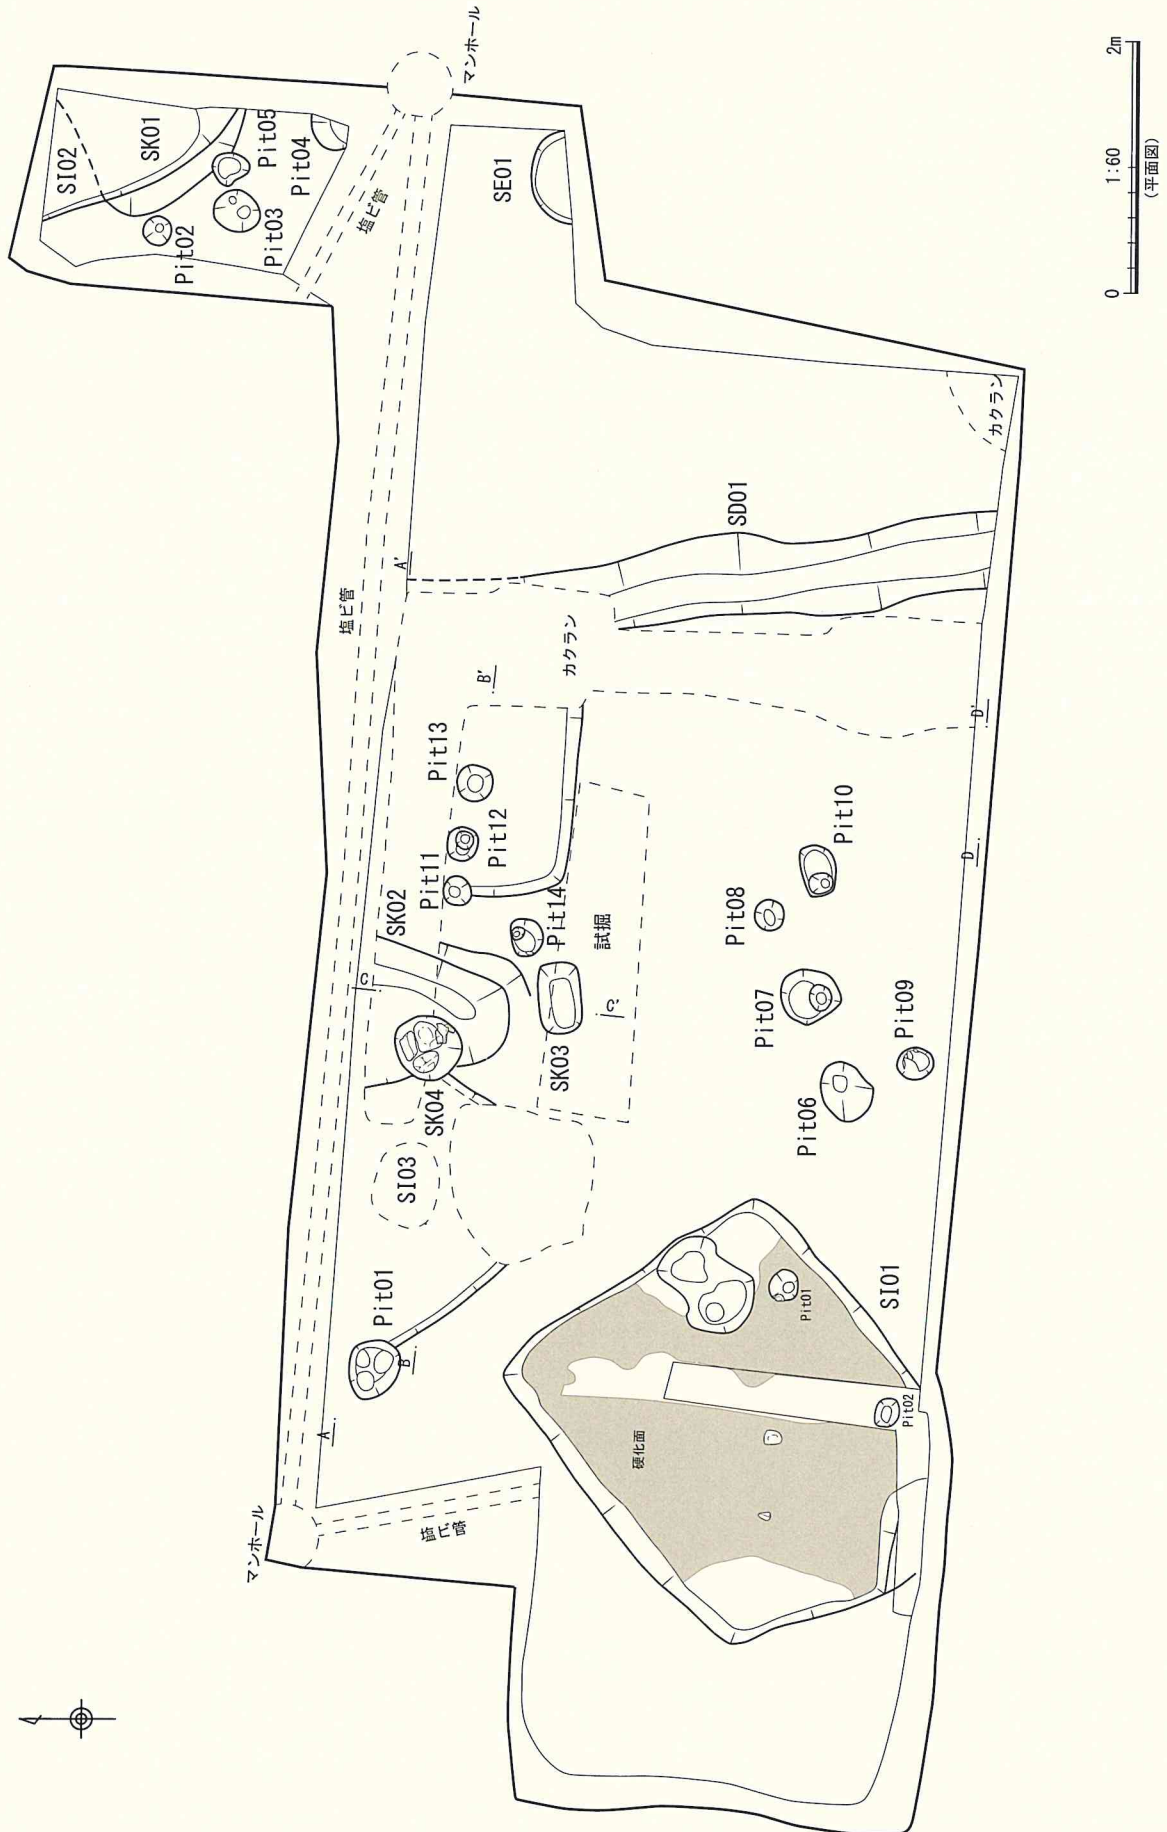 マンホール
SI02
SK01
Pit05
Pit04
Pit03
Pit02
塩ビ管
SE01
塩ビ管
カクラン
SD01
A'
B'
カクラン
Pit13
Pit12
Pit11
Pit14
SK02
C
試掘
C'
SK03
SK04
SI03
Pit10
Pit08
Pit07
Pit09
Pit06
D'
D
Pit01
B
A
SI01
Pit01
Pit02
硬化面
塩ビ管
マンホール
0
1:60
2m
(平面図)